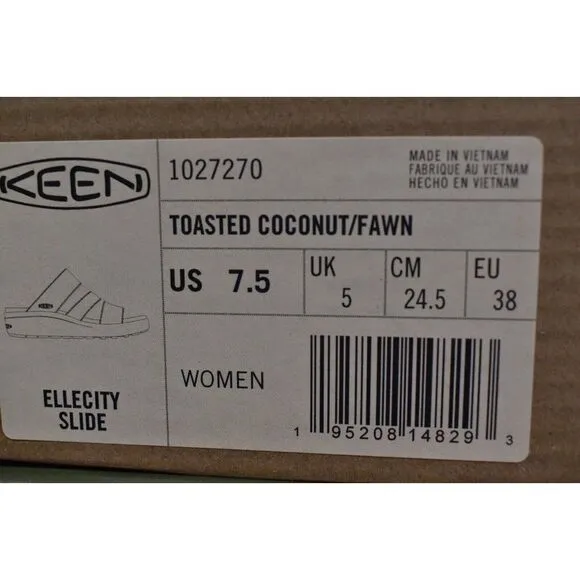 KEEN
1027270
MADE IN VIETNAM
FABRIQUE AU VIETNAM
HECHO EN VIETNAM
TOASTED COCONUT/FAWN
US 7.5
UK
5
CM
24.5
EU
38
KEEN
ELLECITY
SLIDE
WOMEN
1 95208 14829 3